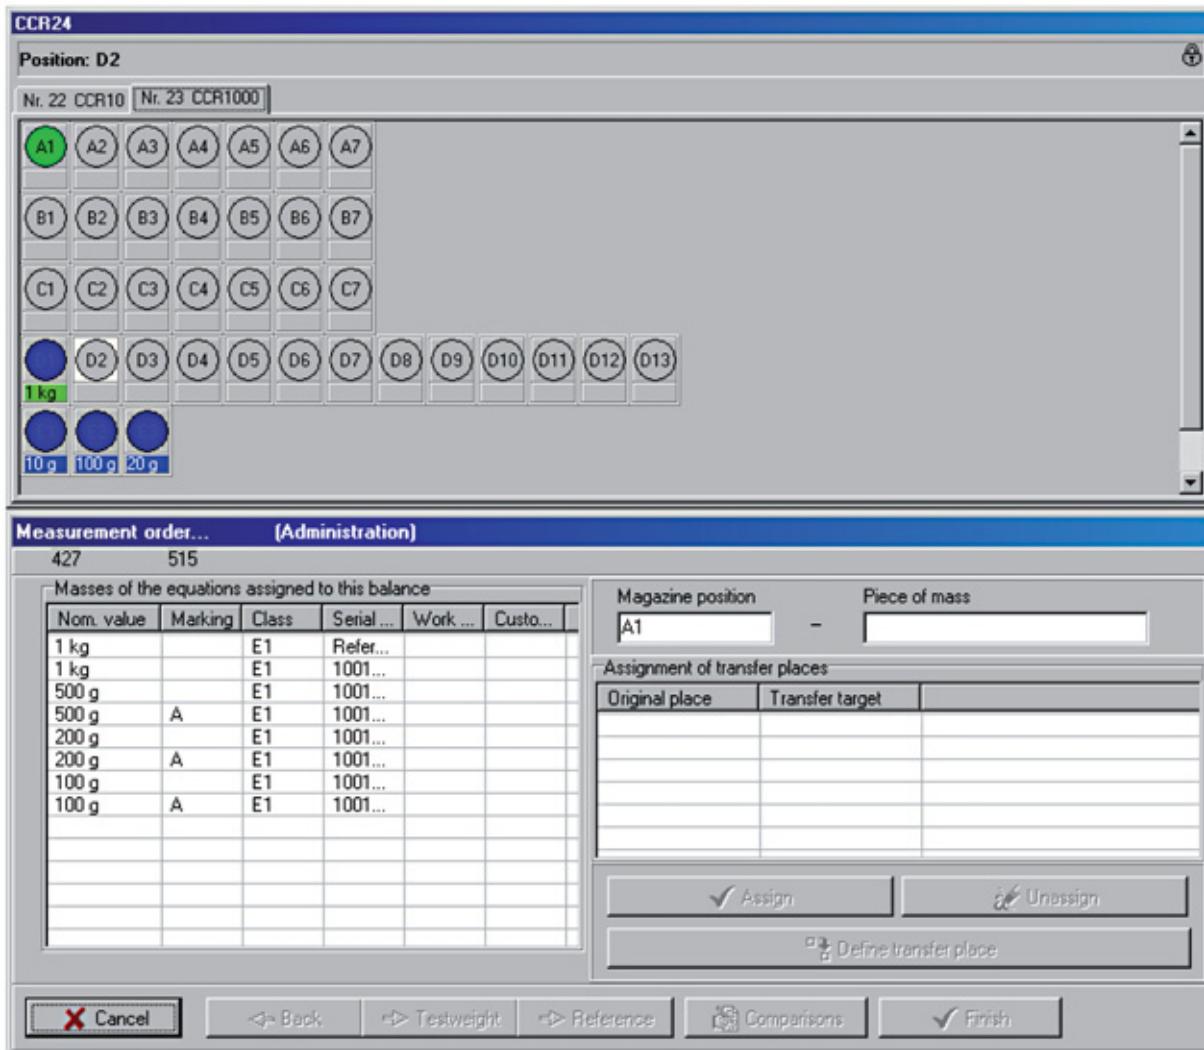 CCR24
Position: D2
Nr. 22 CCR10 Nr. 23 CCR1000
A1 A2 A3 A4 A5 A6 A7
B1 B2 B3 B4 B5 B6 B7
C1 C2 C3 C4 C5 C6 C7
D2 D3 D4 D5 D6 D7 D8 D9 D10 D11 D12 D13
1 kg
10 g 100 g 20 g
Measurement order... (Administration)
427 515
Masses of the equations assigned to this balance
Nom. value Marking Class Serial ... Work ... Custo...
1 kg E1 Refer...
1 kg E1 1001...
500 g E1 1001...
500 g A E1 1001...
200 g E1 1001...
200 g A E1 1001...
100 g E1 1001...
100 g A E1 1001...
Magazine position Piece of mass
A1 –
Assignment of transfer places
Original place Transfer target
Assign Unassign
Define transfer place
Cancel Back Testweight Reference Comparisons Finish